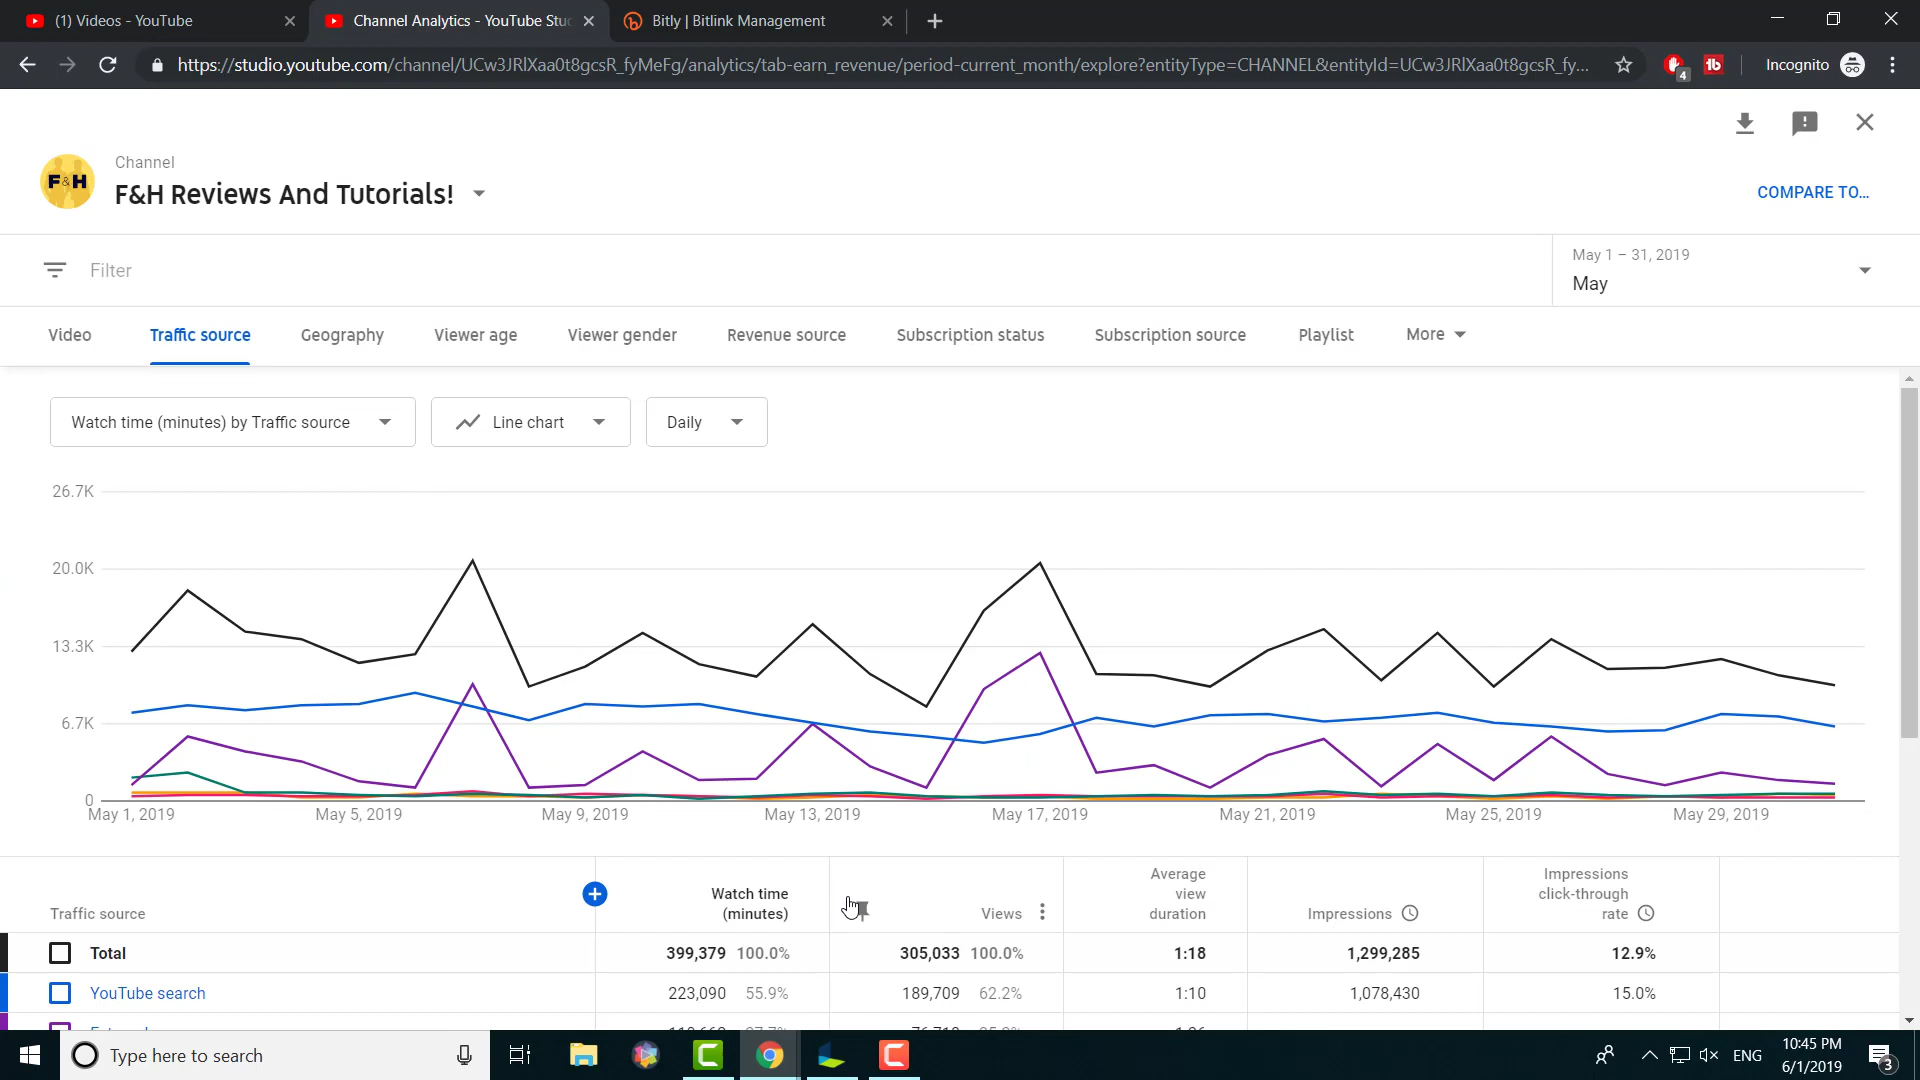 (1) Videos - YouTube
Channel Analytics - YouTube Stu
Bitly | Bitlink Management
https://studio.youtube.com/channel/UCw3JRlXaa0t8gcsR_fyMeFg/analytics/tab-earn_revenue/period-current_month/explore?entityType=CHANNEL&entityId=UCw3JRlXaa0t8gcsR_fy...
4
tb
Incognito
Channel
F&H
F&H Reviews And Tutorials!
COMPARE TO...
Filter
May 1 – 31, 2019
May
Video Traffic source Geography Viewer age Viewer gender Revenue source Subscription status Subscription source Playlist More
Watch time (minutes) by Traffic source
Line chart
Daily
26.7K
20.0K
13.3K
6.7K
0
May 1, 2019 May 5, 2019 May 9, 2019 May 13, 2019 May 17, 2019 May 21, 2019 May 25, 2019 May 29, 2019
Traffic source
Watch time
(minutes)
Views
Average
view
duration
Impressions
Impressions
click-through
rate
Total 399,379 100.0% 305,033 100.0% 1:18 1,299,285 12.9%
YouTube search 223,090 55.9% 189,709 62.2% 1:10 1,078,430 15.0%
Type here to search
ENG
10:45 PM
6/1/2019
3